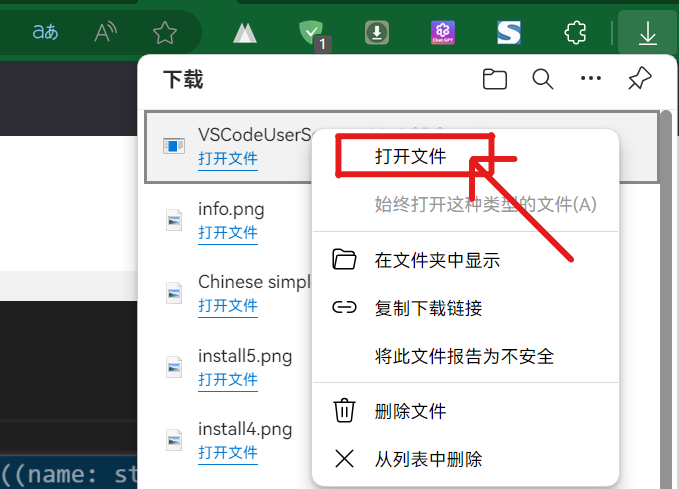 aあ
A
1
Chat GPT
S
下载
VSCodeUserS
打开文件
info.png
打开文件
Chinese simpl
打开文件
install5.png
打开文件
install4.png
打开文件
打开文件
始终打开这种类型的文件(A)
在文件夹中显示
复制下载链接
将此文件报告为不安全
删除文件
从列表中删除
((name: st